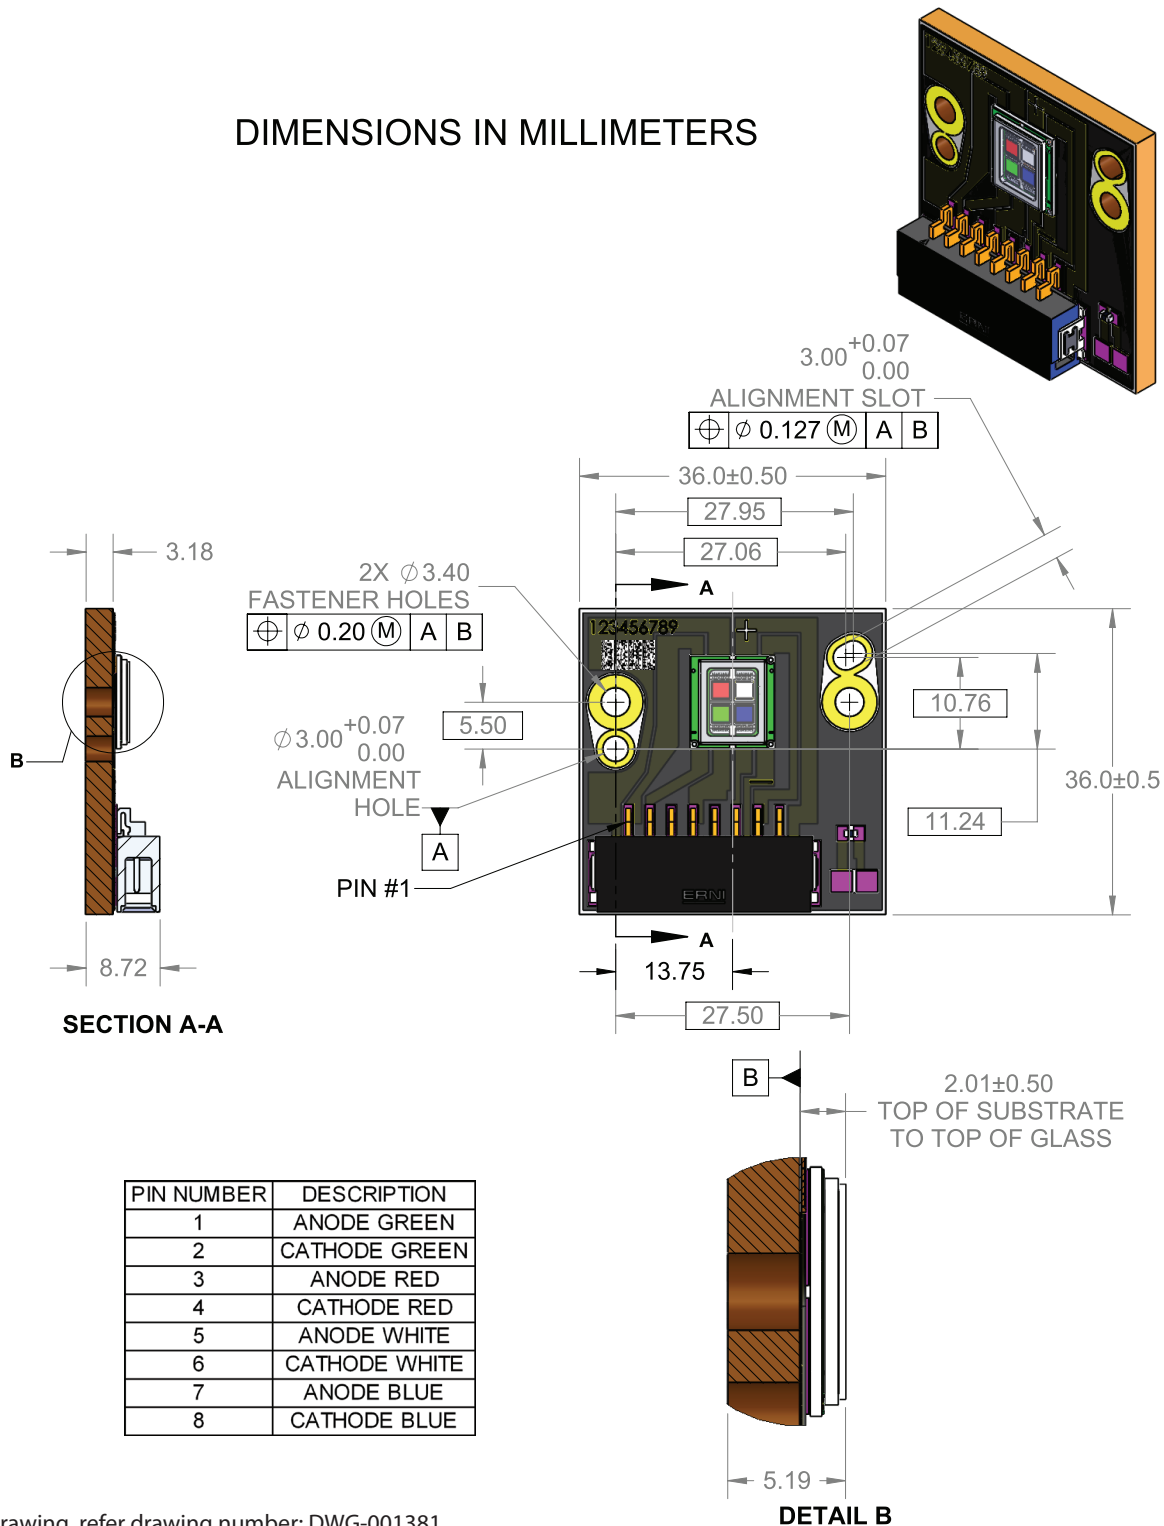 DIMENSIONS IN MILLIMETERS
ERNI
3.00 +0.07
0.00
ALIGNMENT SLOT
⌀ 0.127 Ⓜ A B
36.0±0.50
27.95
27.06
3.18
A
2X ⌀3.40
FASTENER HOLES
⌀ 0.20 Ⓜ A B
123456789
5.50
10.76
⌀3.00 +0.07
0.00
ALIGNMENT
HOLE
B
36.0±0.5
11.24
A
PIN #1
ERNI
A
8.72
13.75
27.50
SECTION A-A
B
2.01±0.50
TOP OF SUBSTRATE
TO TOP OF GLASS
PIN NUMBER DESCRIPTION
1 ANODE GREEN
2 CATHODE GREEN
3 ANODE RED
4 CATHODE RED
5 ANODE WHITE
6 CATHODE WHITE
7 ANODE BLUE
8 CATHODE BLUE
5.19
DETAIL B
rawing, refer drawing number: DWG-001381